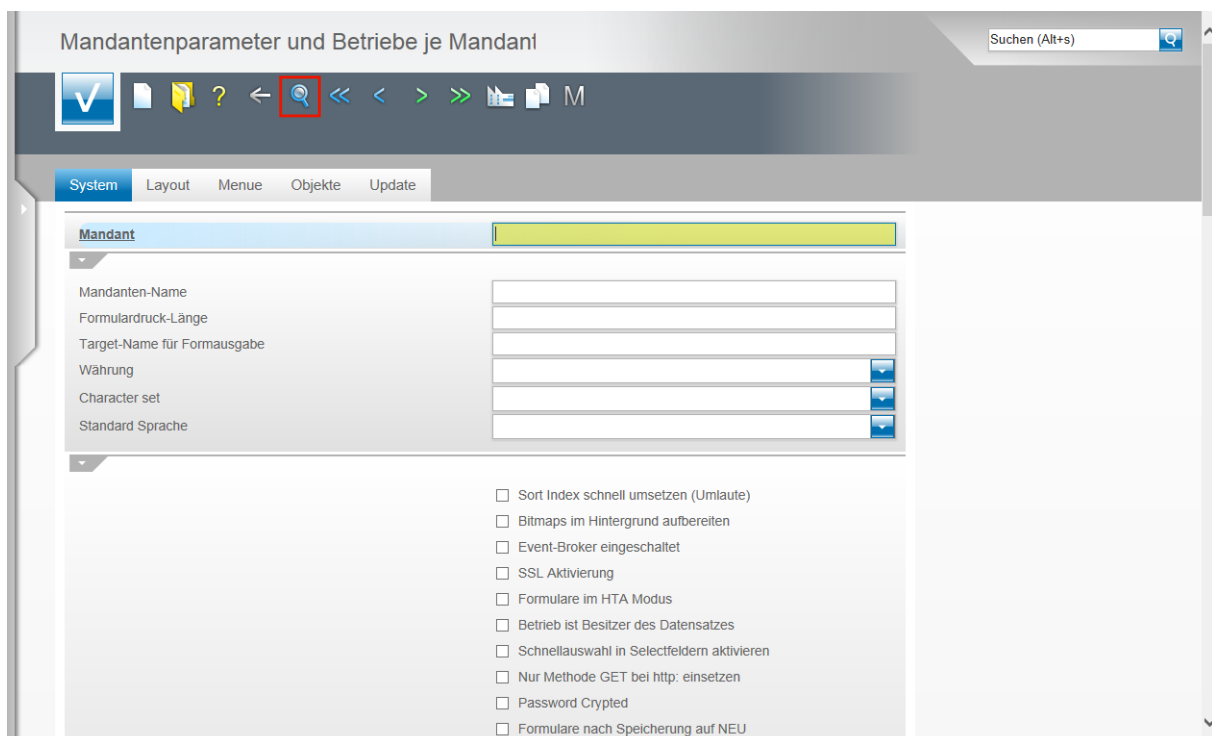 Mandantenparameter und Betriebe je Mandant
Suchen (Alt+s)
? M
System Layout Menue Objekte Update
Mandant
Mandanten-Name
Formulardruck-Länge
Target-Name für Formausgabe
Währung
Character set
Standard Sprache
Sort Index schnell umsetzen (Umlaute)
Bitmaps im Hintergrund aufbereiten
Event-Broker eingeschaltet
SSL Aktivierung
Formulare im HTA Modus
Betrieb ist Besitzer des Datensatzes
Schnellauswahl in Selectfeldern aktivieren
Nur Methode GET bei http: einsetzen
Password Crypted
Formulare nach Speicherung auf NEU